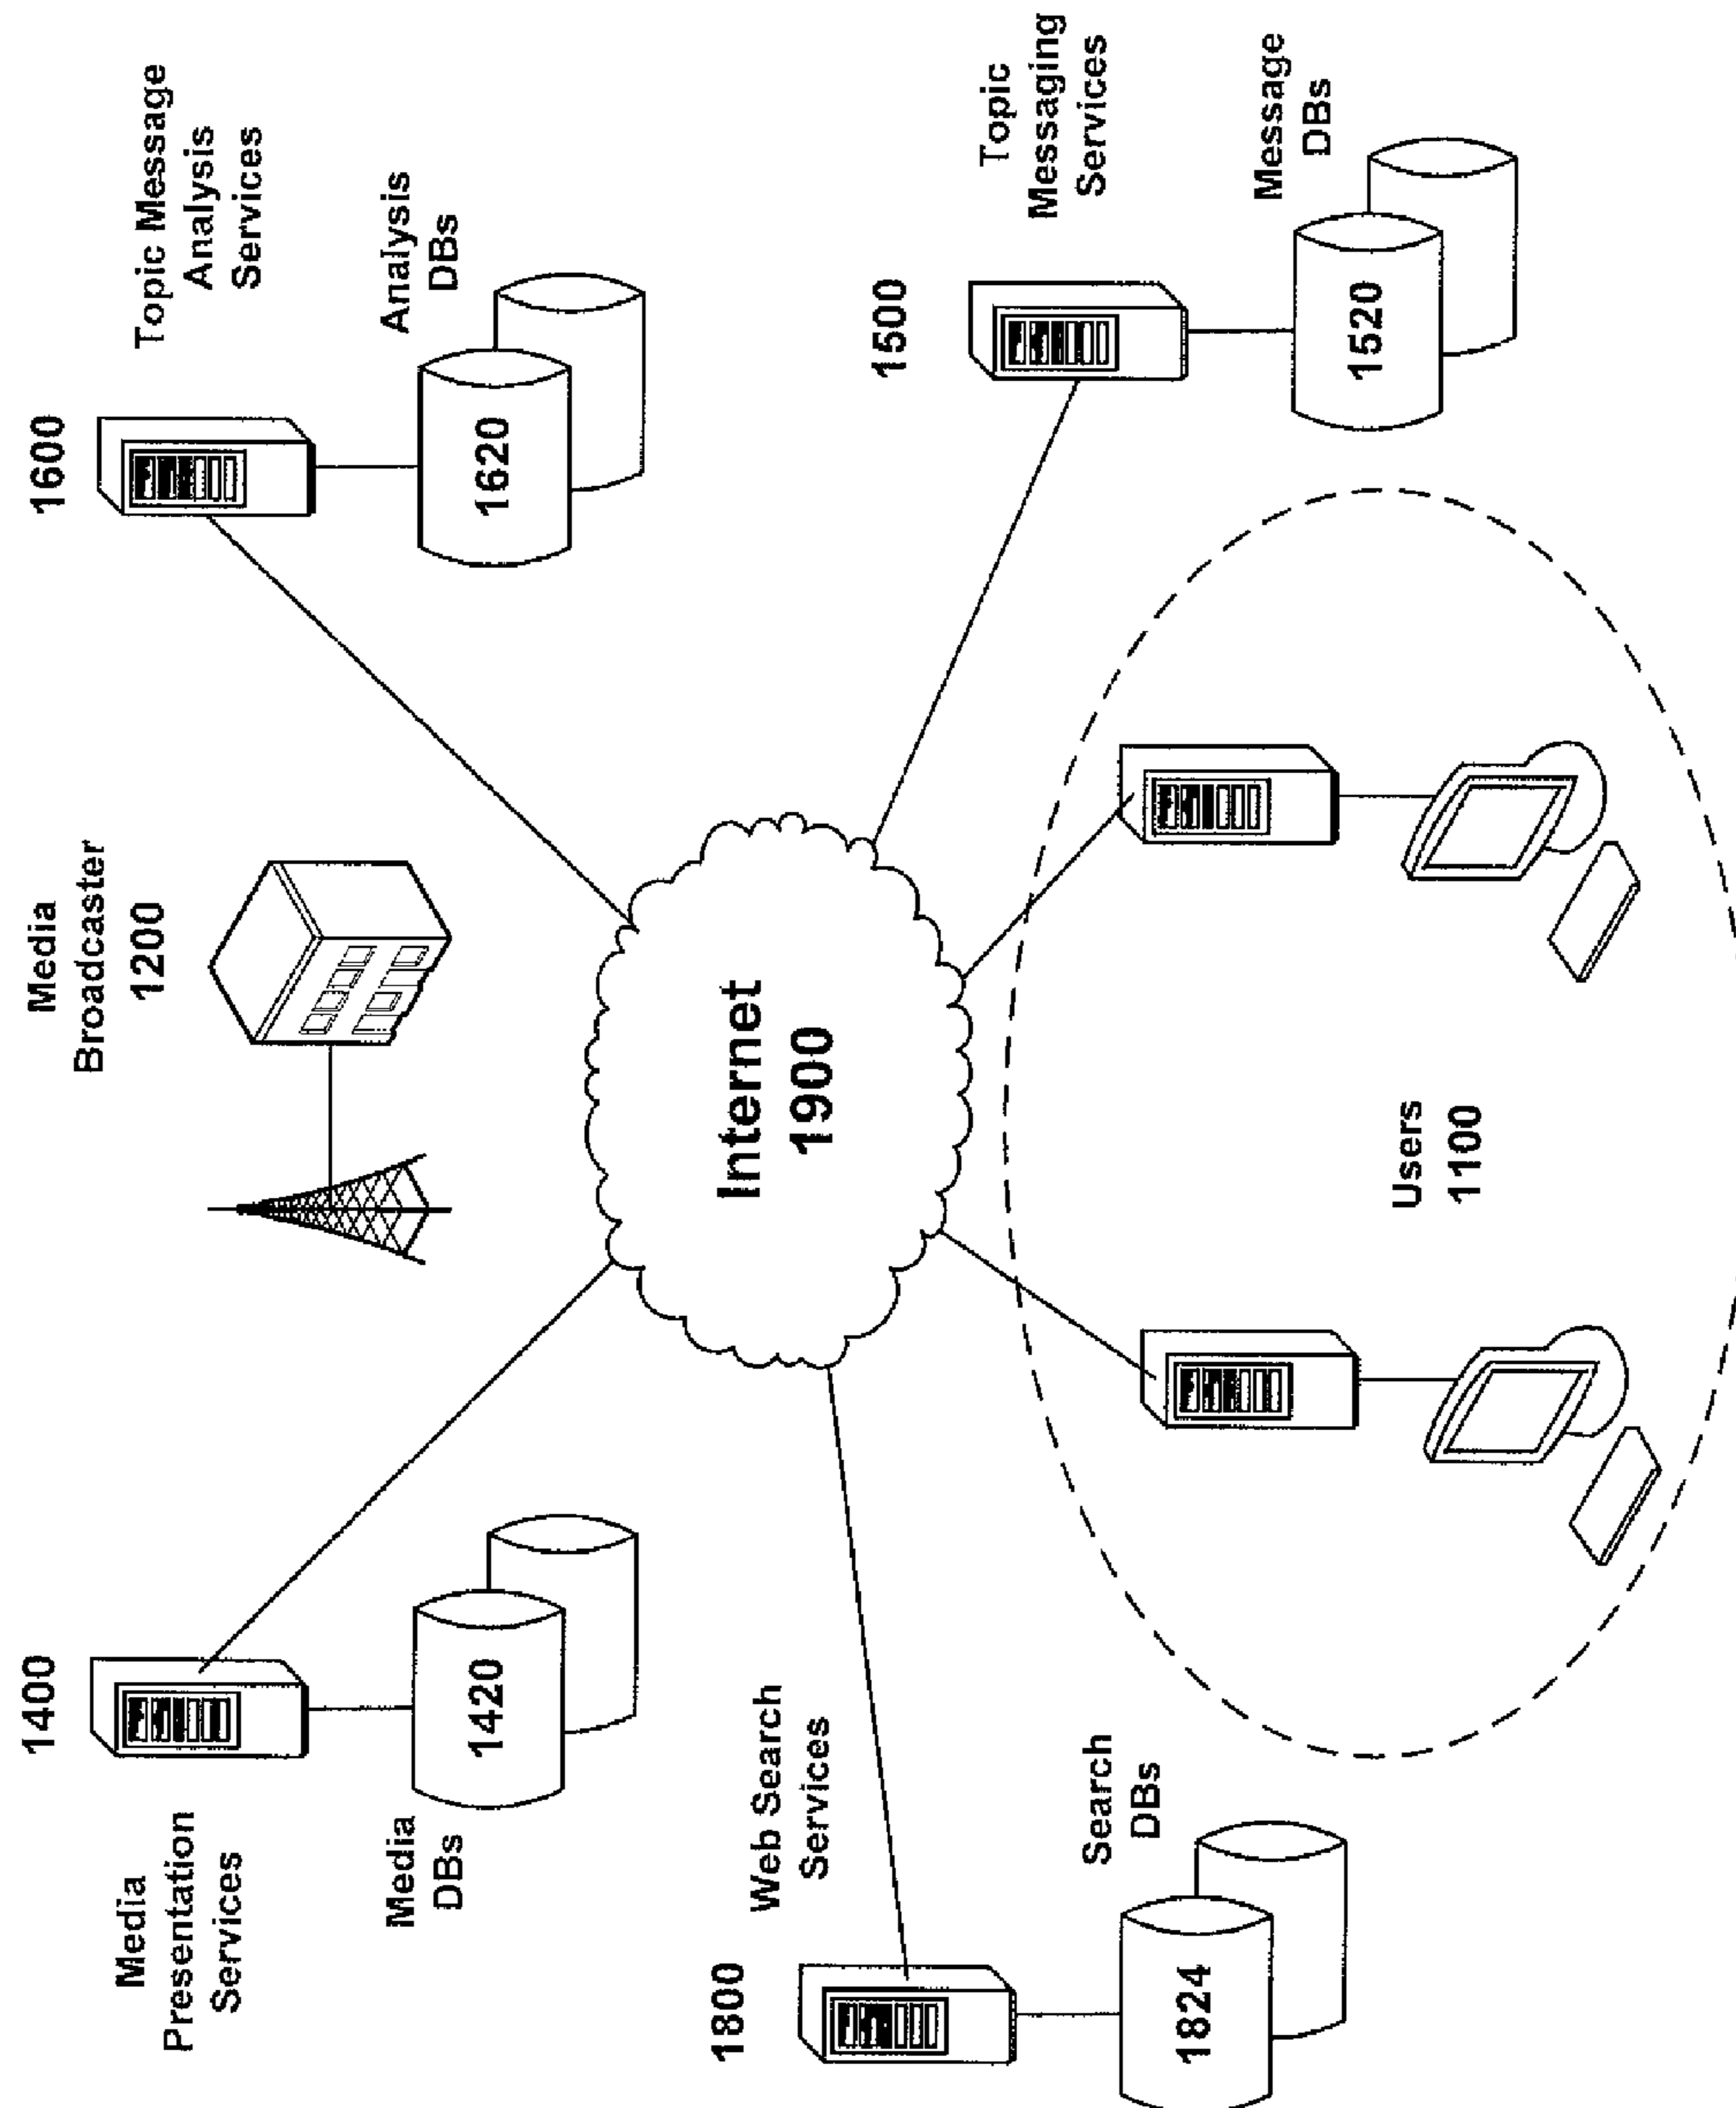 1400
Media
Presentation
Services
1420
Media
DBs
Media
Broadcaster
1200
1600
Topic Message
Analysis
Services
1620
Analysis
DBs
Internet
1900
1800
Web Search
Services
1824
Search
DBs
Users
1100
1500
Topic
Messaging
Services
1520
Message
DBs